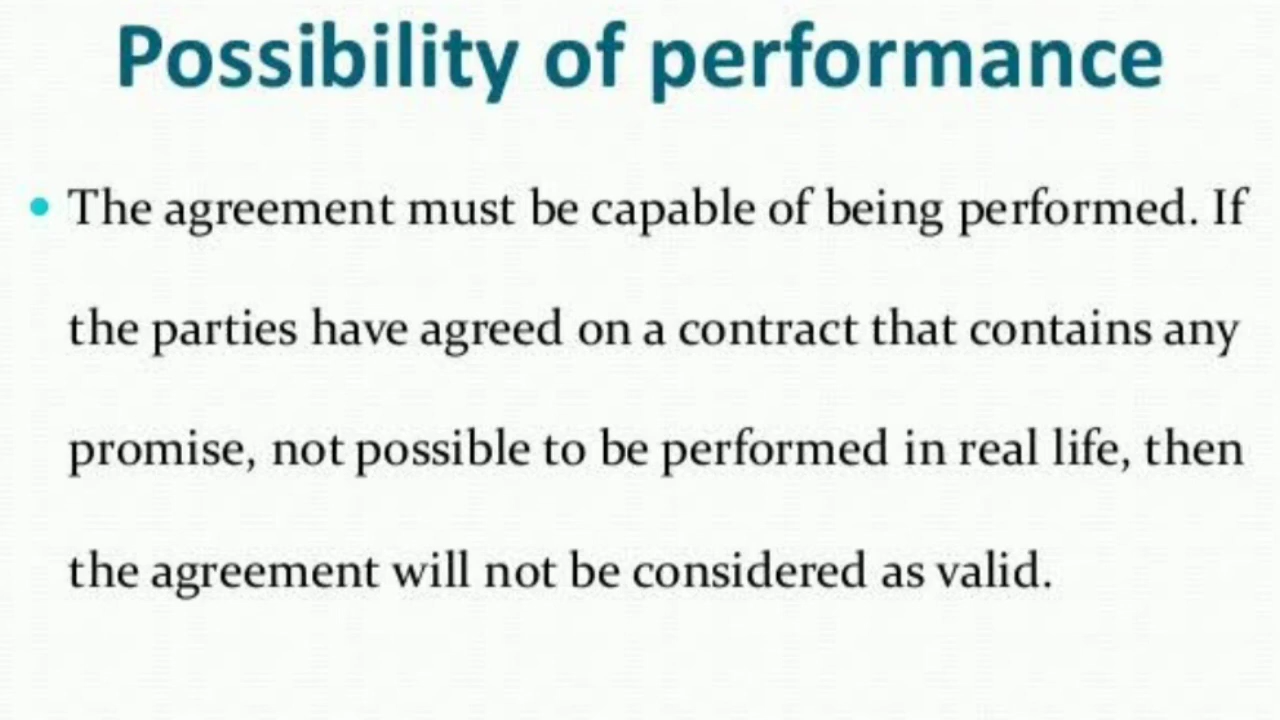 Possibility of performance
• The agreement must be capable of being performed. If
the parties have agreed on a contract that contains any
promise, not possible to be performed in real life, then
the agreement will not be considered as valid.